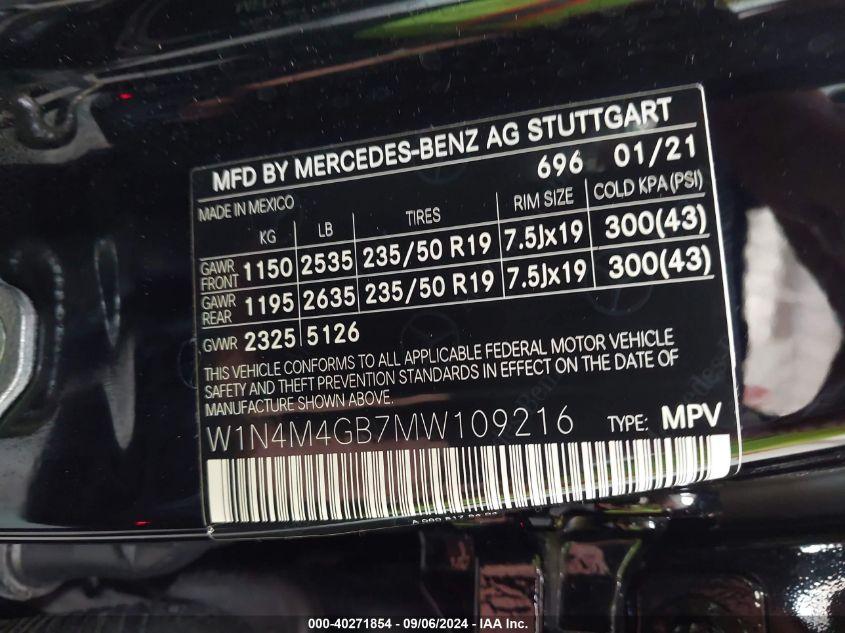 MFD BY MERCEDES-BENZ AG STUTTGART
696 01/21
MADE IN MEXICO
KG LB TIRES RIM SIZE COLD KPA(PSI)
GAWR FRONT 1150 2535 235/50 R19 7.5Jx19 300(43)
GAWR REAR 1195 2635 235/50 R19 7.5Jx19 300(43)
GVWR 2325 5126
THIS VEHICLE CONFORMS TO ALL APPLICABLE FEDERAL MOTOR VEHICLE
SAFETY AND THEFT PREVENTION STANDARDS IN EFFECT ON THE DATE OF
MANUFACTURE SHOWN ABOVE.
W1N4M4GB7MW109216 TYPE: MPV
000-40271854 - 09/06/2024 - IAA Inc.